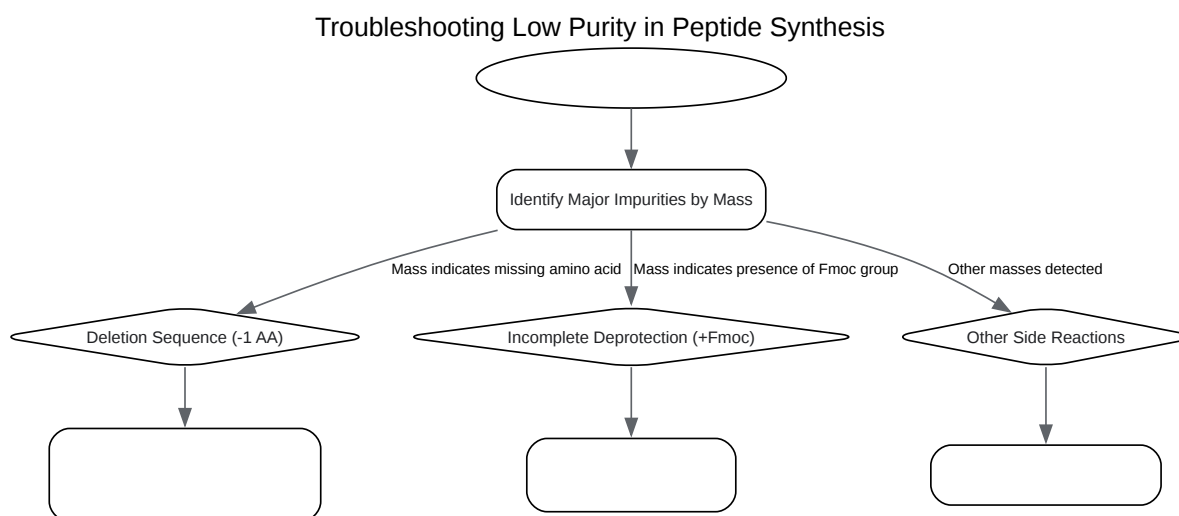 Troubleshooting Low Purity in Peptide Synthesis
Identify Major Impurities by Mass
Mass indicates missing amino acid
Mass indicates presence of Fmoc group
Other masses detected
Deletion Sequence (-1 AA)
Incomplete Deprotection (+Fmoc)
Other Side Reactions